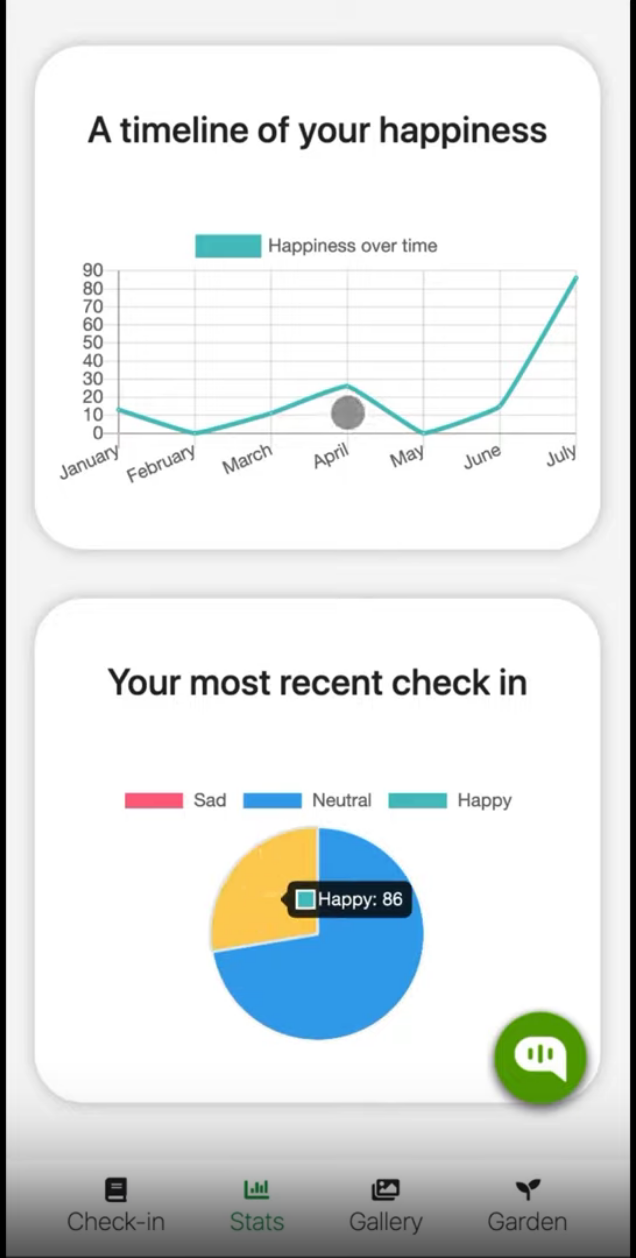 A timeline of your happiness
Happiness over time
90
80
70
60
50
40
30
20
10
0
January February March April May June July
Your most recent check in
Sad Neutral Happy
Happy: 86
Check-in Stats Gallery Garden